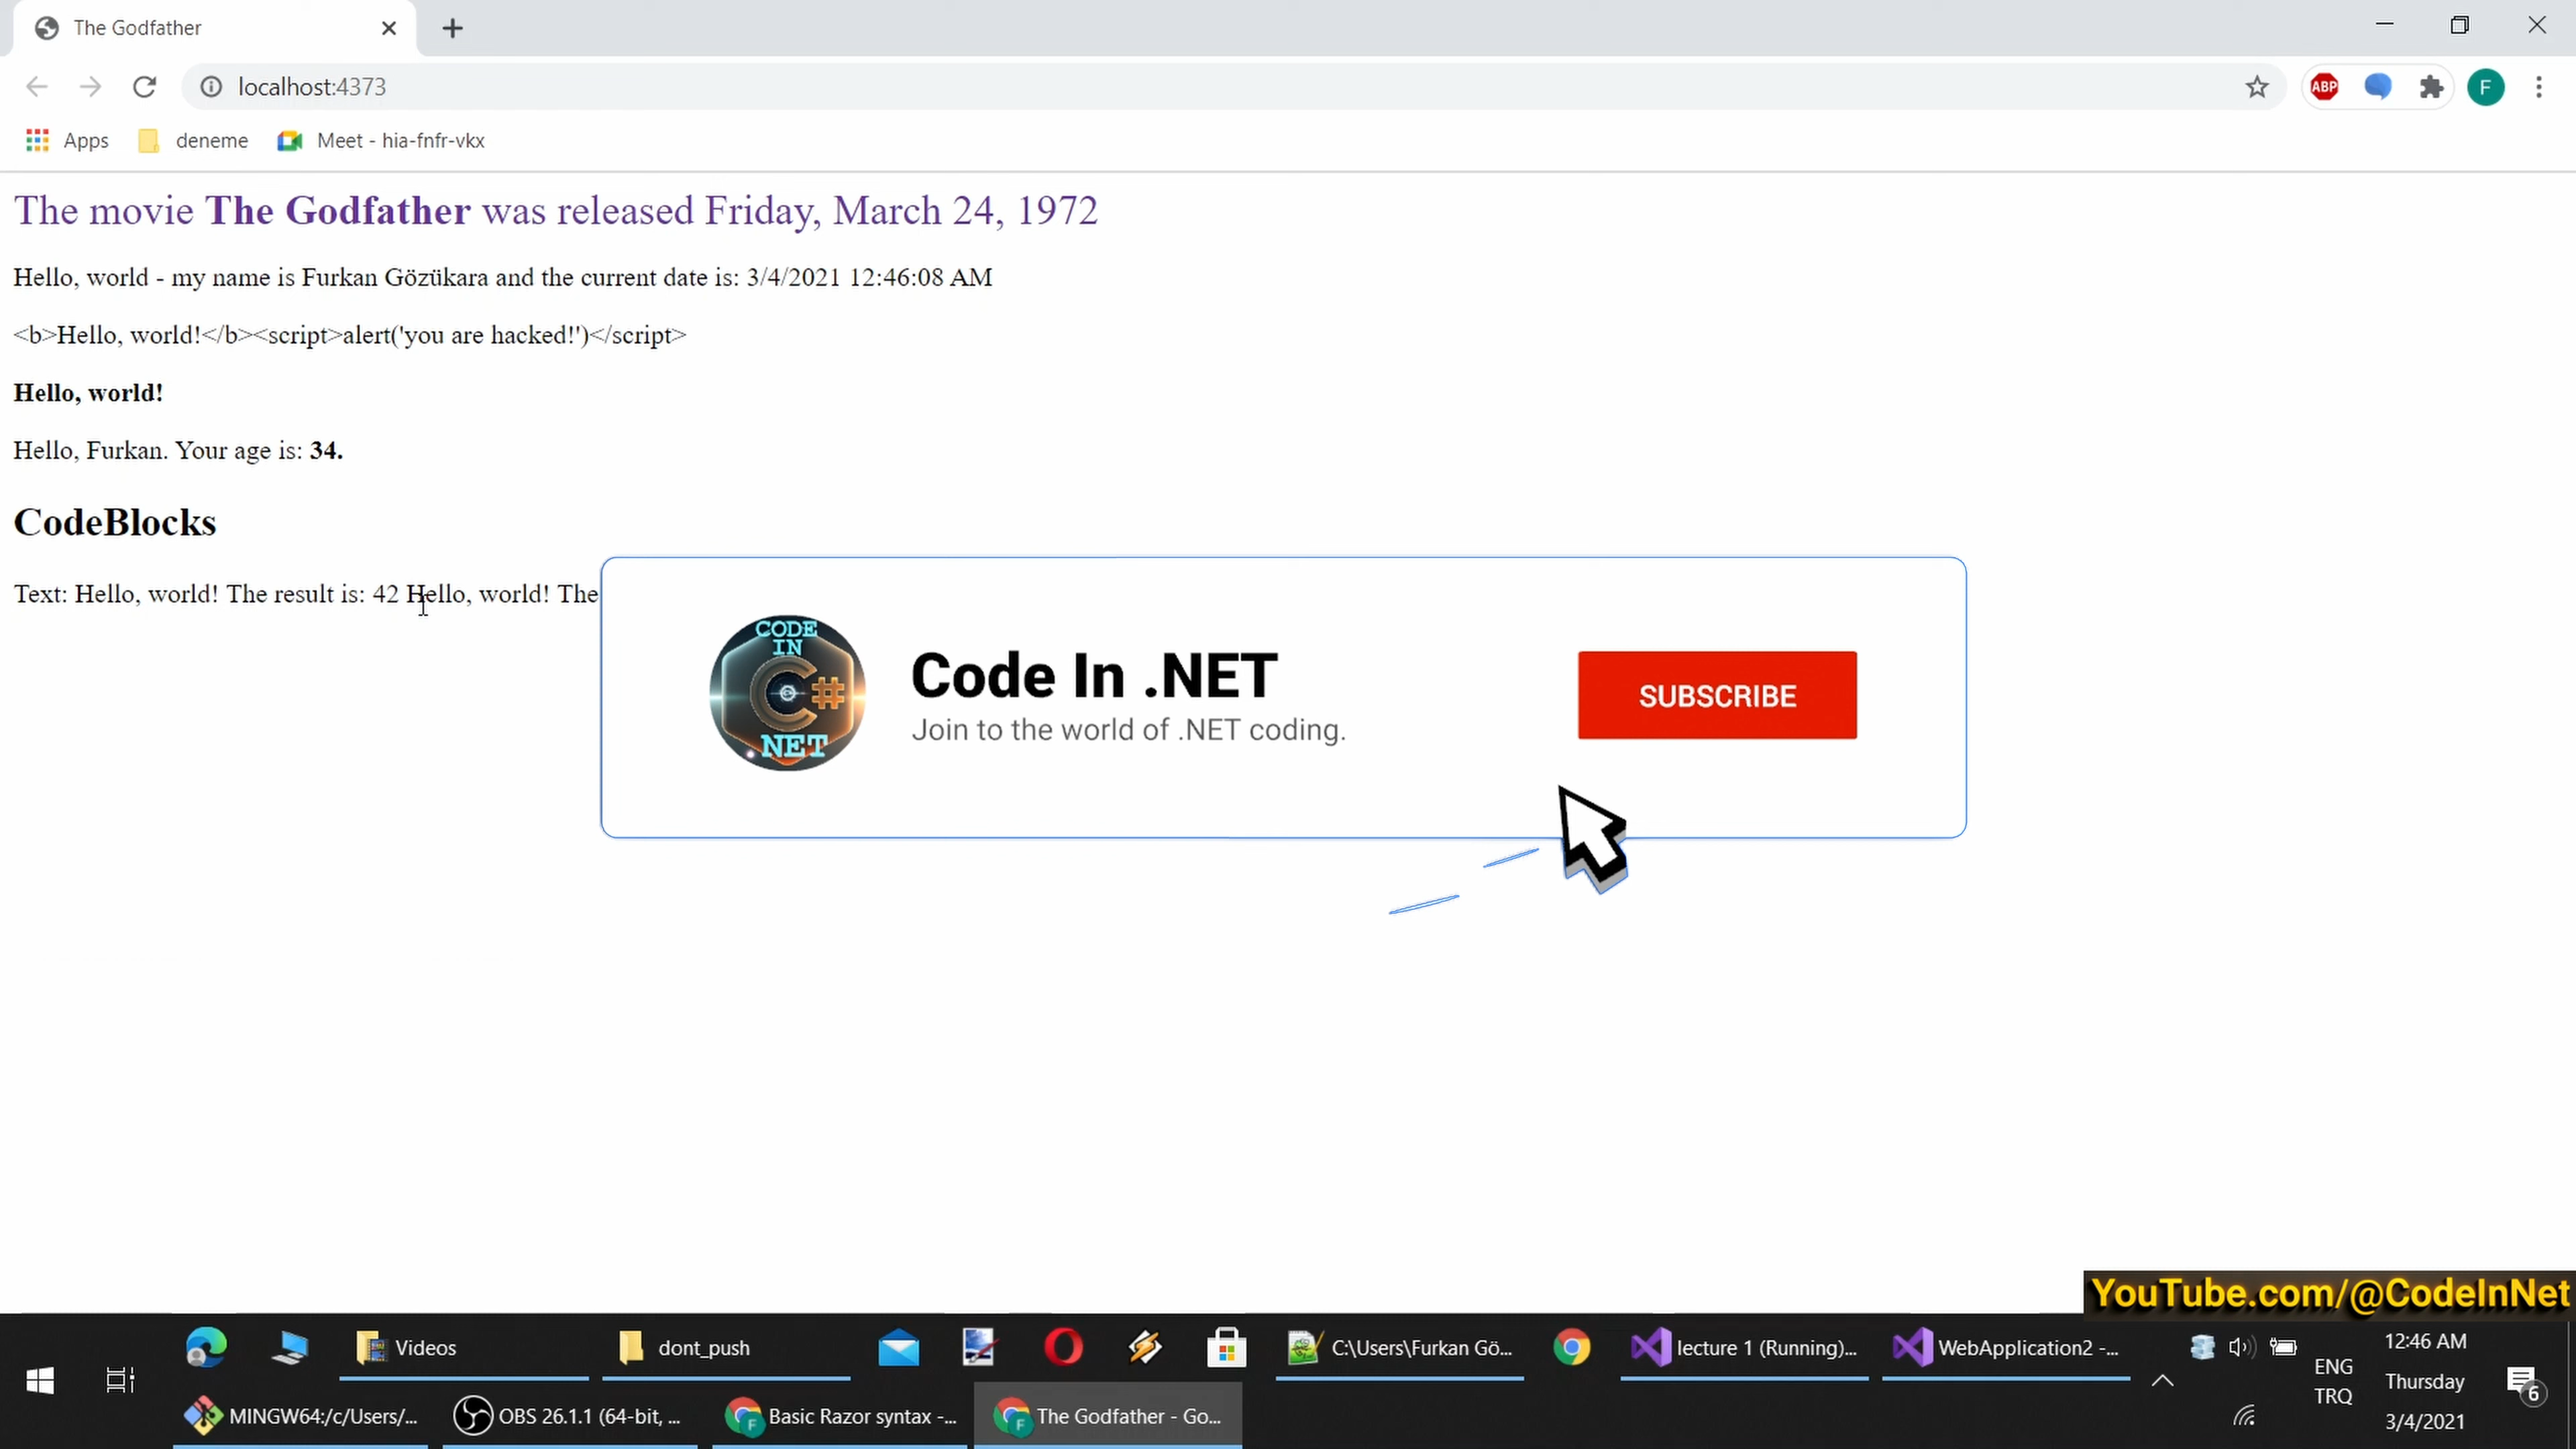 The Godfather
localhost:4373
ABP
F
Apps
deneme
Meet - hia-fnfr-vkx
The movie The Godfather was released Friday, March 24, 1972
Hello, world - my name is Furkan Gözükara and the current date is: 3/4/2021 12:46:08 AM
<b>Hello, world!</b><script>alert('you are hacked!')</script>
Hello, world!
Hello, Furkan. Your age is: 34.
CodeBlocks
Text: Hello, world! The result is: 42 Hello, world! The
CODE
IN
C#
NET
Code In .NET
Join to the world of .NET coding.
SUBSCRIBE
YouTube.com/@CodeInNet
Videos
dont_push
C:\Users\Furkan Gö...
lecture 1 (Running)...
WebApplication2 -...
MINGW64:/c/Users/...
OBS 26.1.1 (64-bit, ...
F
Basic Razor syntax -...
F
The Godfather - Go...
ENG
TRQ
12:46 AM
Thursday
3/4/2021
6